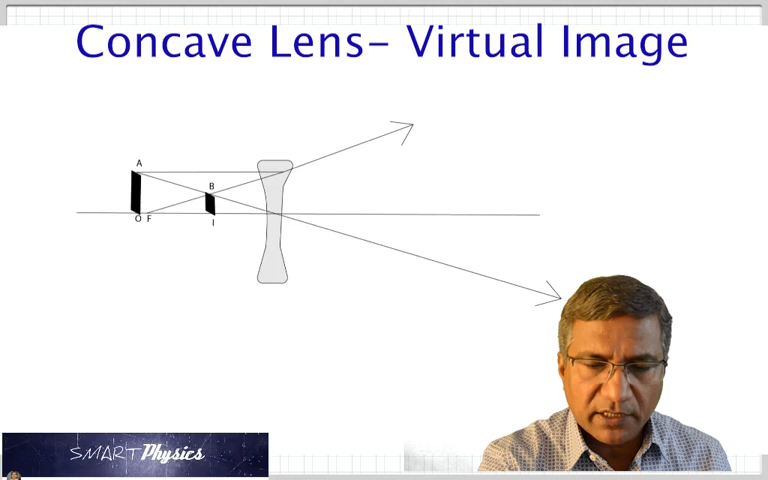 Concave Lens- Virtual Image
A
B
O F
I
SMARTPhysics